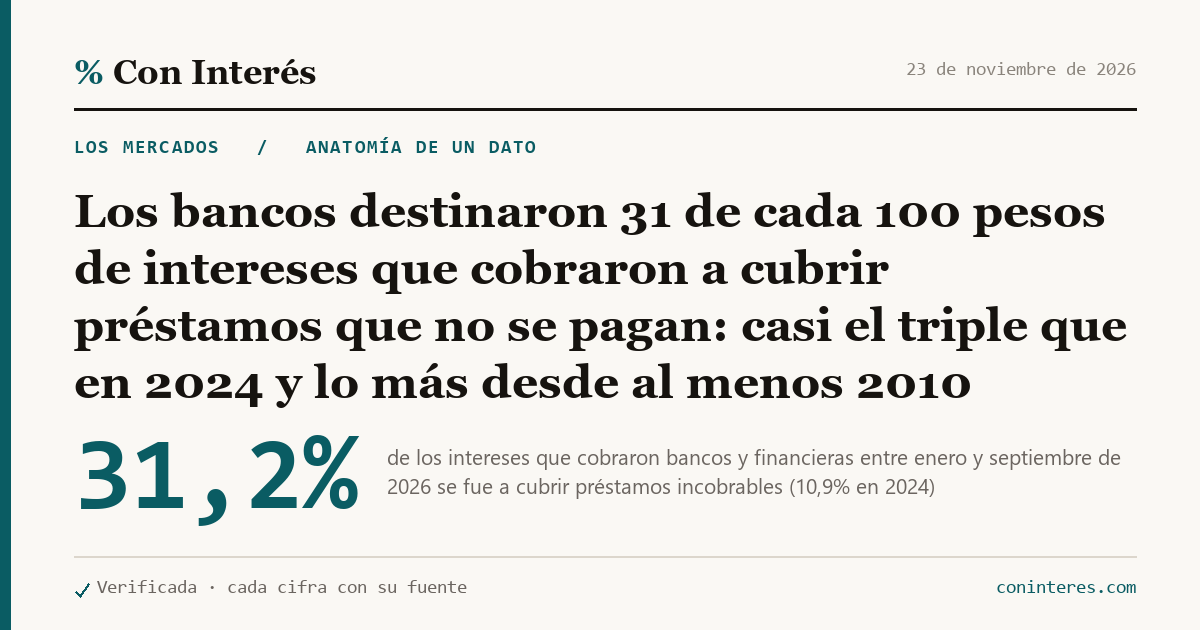 % Con Interés
23 de noviembre de 2026
LOS MERCADOS / ANATOMÍA DE UN DATO
Los bancos destinaron 31 de cada 100 pesos
de intereses que cobraron a cubrir
préstamos que no se pagan: casi el triple que
en 2024 y lo más desde al menos 2010
31,2%
de los intereses que cobraron bancos y financieras entre enero y septiembre de
2026 se fue a cubrir préstamos incobrables (10,9% en 2024)
✓ Verificada · cada cifra con su fuente
coninteres.com